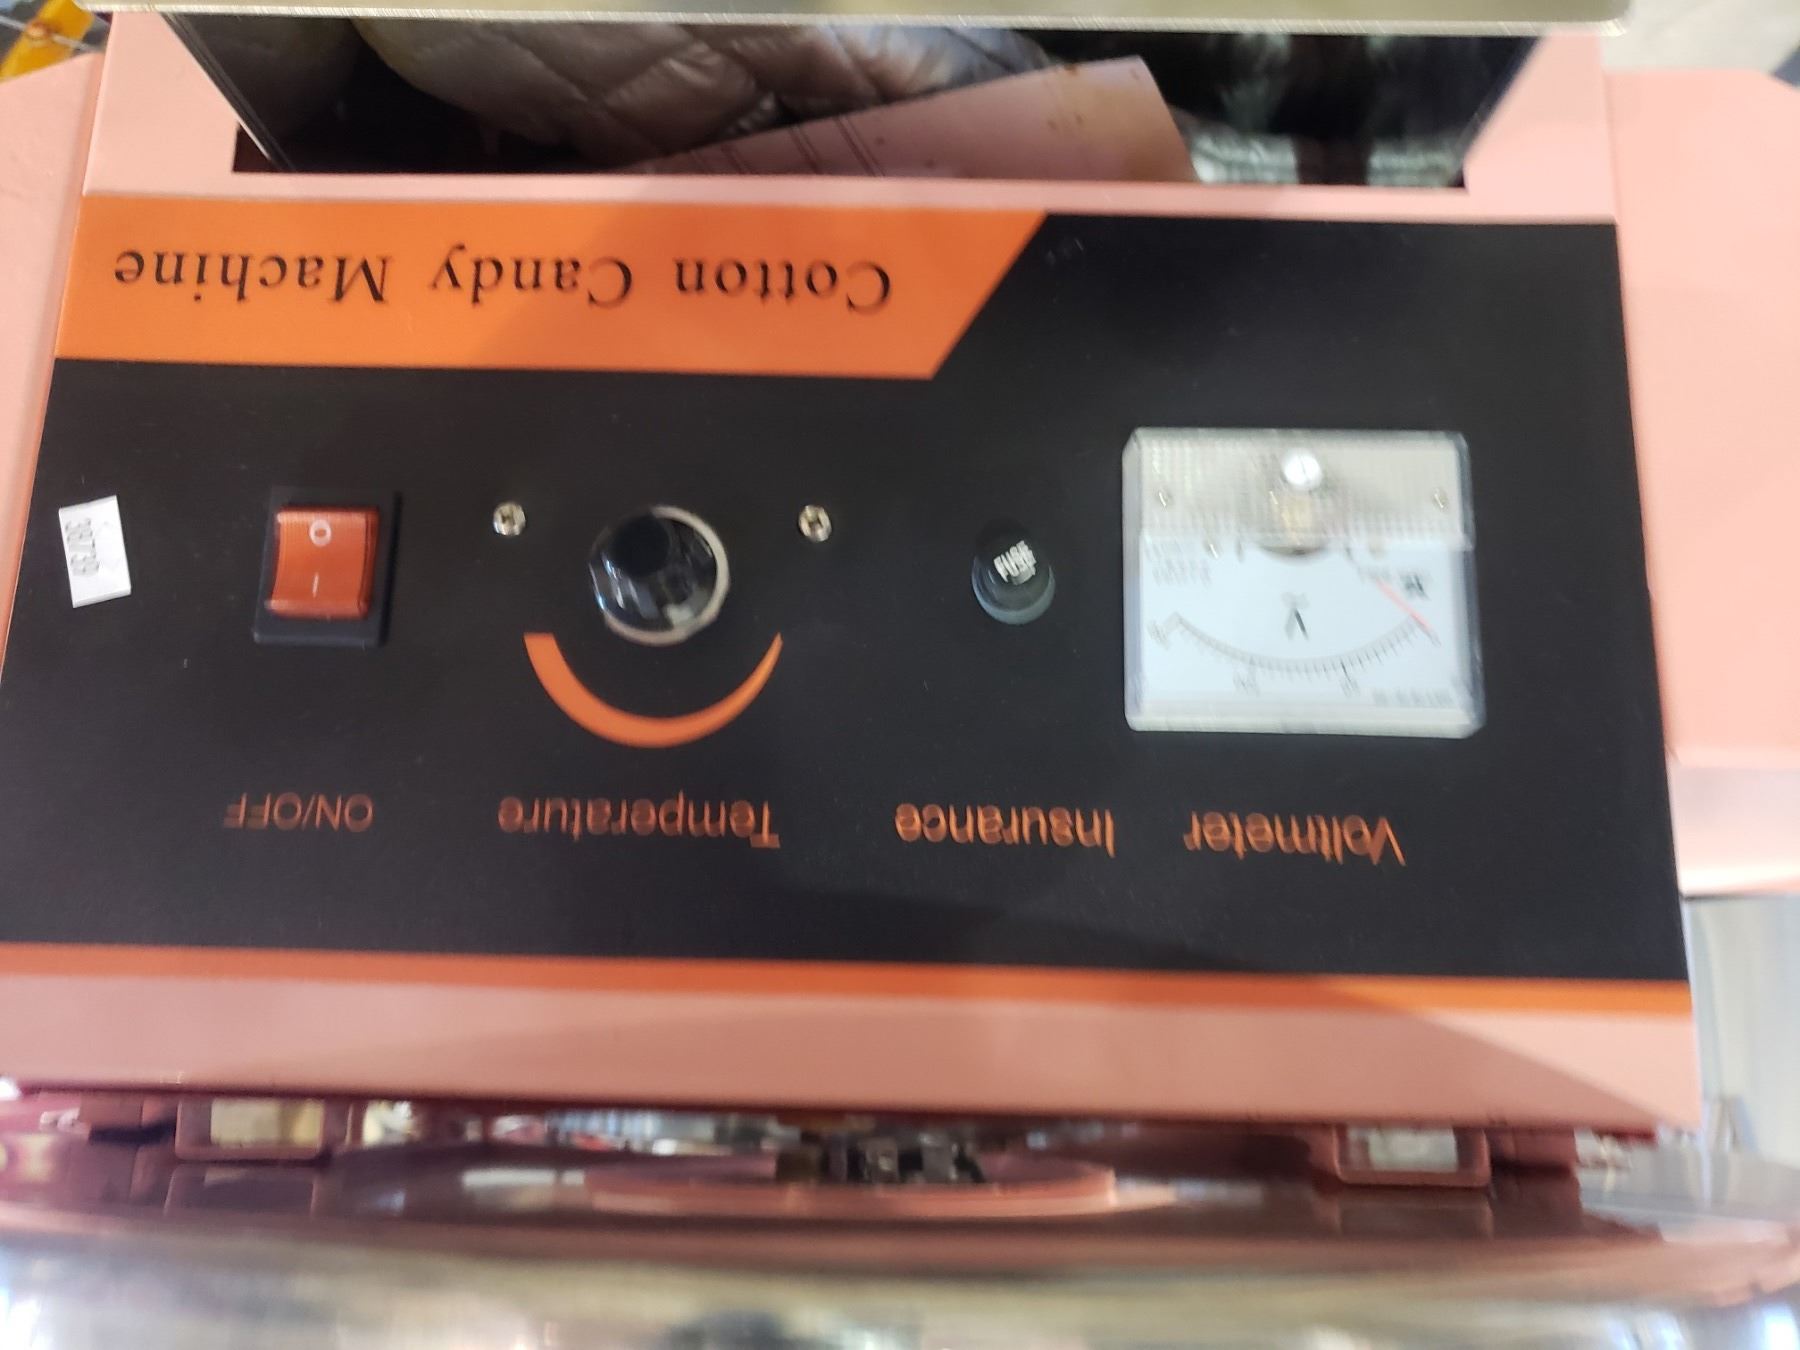 Voltmeter Insurance Temperature ON/OFF
FUSE
Cotton Candy Machine